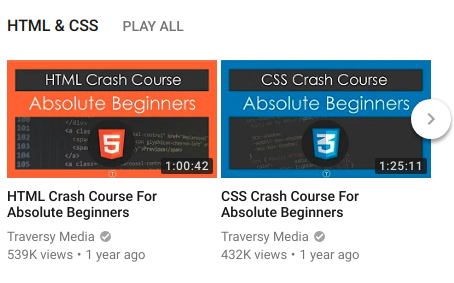 HTML & CSS PLAY ALL
HTML Crash Course
Absolute Beginners
1:00:42
HTML Crash Course For
Absolute Beginners
Traversy Media
539K views • 1 year ago
CSS Crash Course
Absolute Beginners
1:25:11
CSS Crash Course For
Absolute Beginners
Traversy Media
432K views • 1 year ago